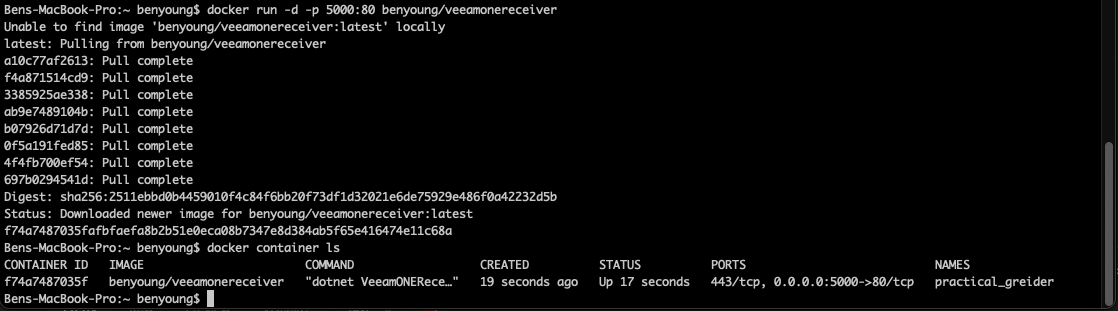 Bens-MacBook-Pro:~ benyoung$ docker run -d -p 5000:80 benyoung/veeamonereceiver
Unable to find image 'benyoung/veeamonereceiver:latest' locally
latest: Pulling from benyoung/veeamonereceiver
a10c77af2613: Pull complete
f4a871514cd9: Pull complete
3385925ae338: Pull complete
ab9e7489104b: Pull complete
b07926d71d7d: Pull complete
0f5a191fed85: Pull complete
4f4fb700ef54: Pull complete
697b0294541d: Pull complete
Digest: sha256:2511ebbd0b4459010f4c84f6bb20f73df1d32021e6de75929e486f0a42232d5b
Status: Downloaded newer image for benyoung/veeamonereceiver:latest
f74a7487035fafbfaefa8b2b51e0eca08b7347e8d384ab5f65e416474e11c68a
Bens-MacBook-Pro:~ benyoung$ docker container ls
CONTAINER ID IMAGE COMMAND CREATED STATUS PORTS NAMES
f74a7487035f benyoung/veeamonereceiver "dotnet VeeamONERece…" 19 seconds ago Up 17 seconds 443/tcp, 0.0.0.0:5000->80/tcp practical_greider
Bens-MacBook-Pro:~ benyoung$